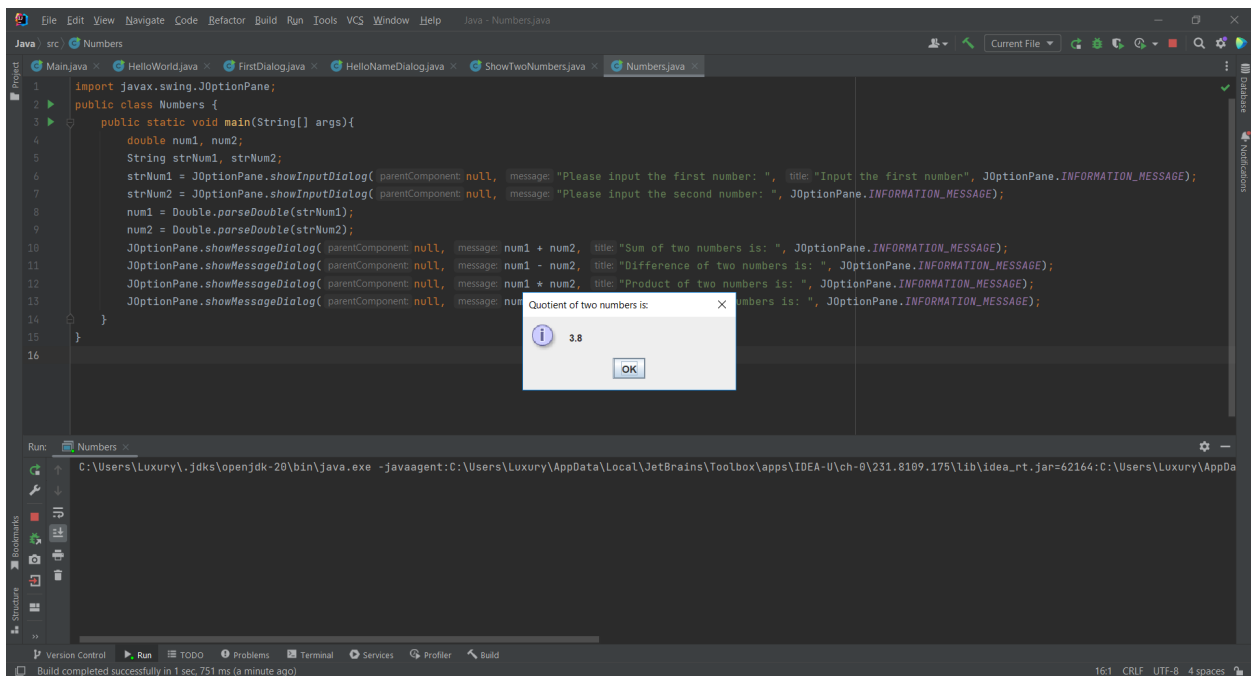 File Edit View Navigate Code Refactor Build Run Tools VCS Window Help Java - Numbers.java
Java src Numbers Current File
Main.java HelloWorld.java FirstDialog.java HelloNameDialog.java ShowTwoNumbers.java Numbers.java
Project
Database
Notifications
1 import javax.swing.JOptionPane;
2 public class Numbers {
3 public static void main(String[] args){
4 double num1, num2;
5 String strNum1, strNum2;
6 strNum1 = JOptionPane.showInputDialog( parentComponent: null, message: "Please input the first number: ", title: "Input the first number", JOptionPane.INFORMATION_MESSAGE);
7 strNum2 = JOptionPane.showInputDialog( parentComponent: null, message: "Please input the second number: ", JOptionPane.INFORMATION_MESSAGE);
8 num1 = Double.parseDouble(strNum1);
9 num2 = Double.parseDouble(strNum2);
10 JOptionPane.showMessageDialog( parentComponent: null, message: num1 + num2, title: "Sum of two numbers is: ", JOptionPane.INFORMATION_MESSAGE);
11 JOptionPane.showMessageDialog( parentComponent: null, message: num1 - num2, title: "Difference of two numbers is: ", JOptionPane.INFORMATION_MESSAGE);
12 JOptionPane.showMessageDialog( parentComponent: null, message: num1 * num2, title: "Product of two numbers is: ", JOptionPane.INFORMATION_MESSAGE);
13 JOptionPane.showMessageDialog( parentComponent: null, message: num umbers is: ", JOptionPane.INFORMATION_MESSAGE);
14 }
15 }
16
Quotient of two numbers is:
3.8
OK
Run: Numbers
C:\Users\Luxury\.jdks\openjdk-20\bin\java.exe -javaagent:C:\Users\Luxury\AppData\Local\JetBrains\Toolbox\apps\IDEA-U\ch-0\231.8109.175\lib\idea_rt.jar=62164:C:\Users\Luxury\AppDa
Bookmarks
Structure
Version Control Run TODO Problems Terminal Services Profiler Build
Build completed successfully in 1 sec, 751 ms (a minute ago) 16:1 CRLF UTF-8 4 spaces